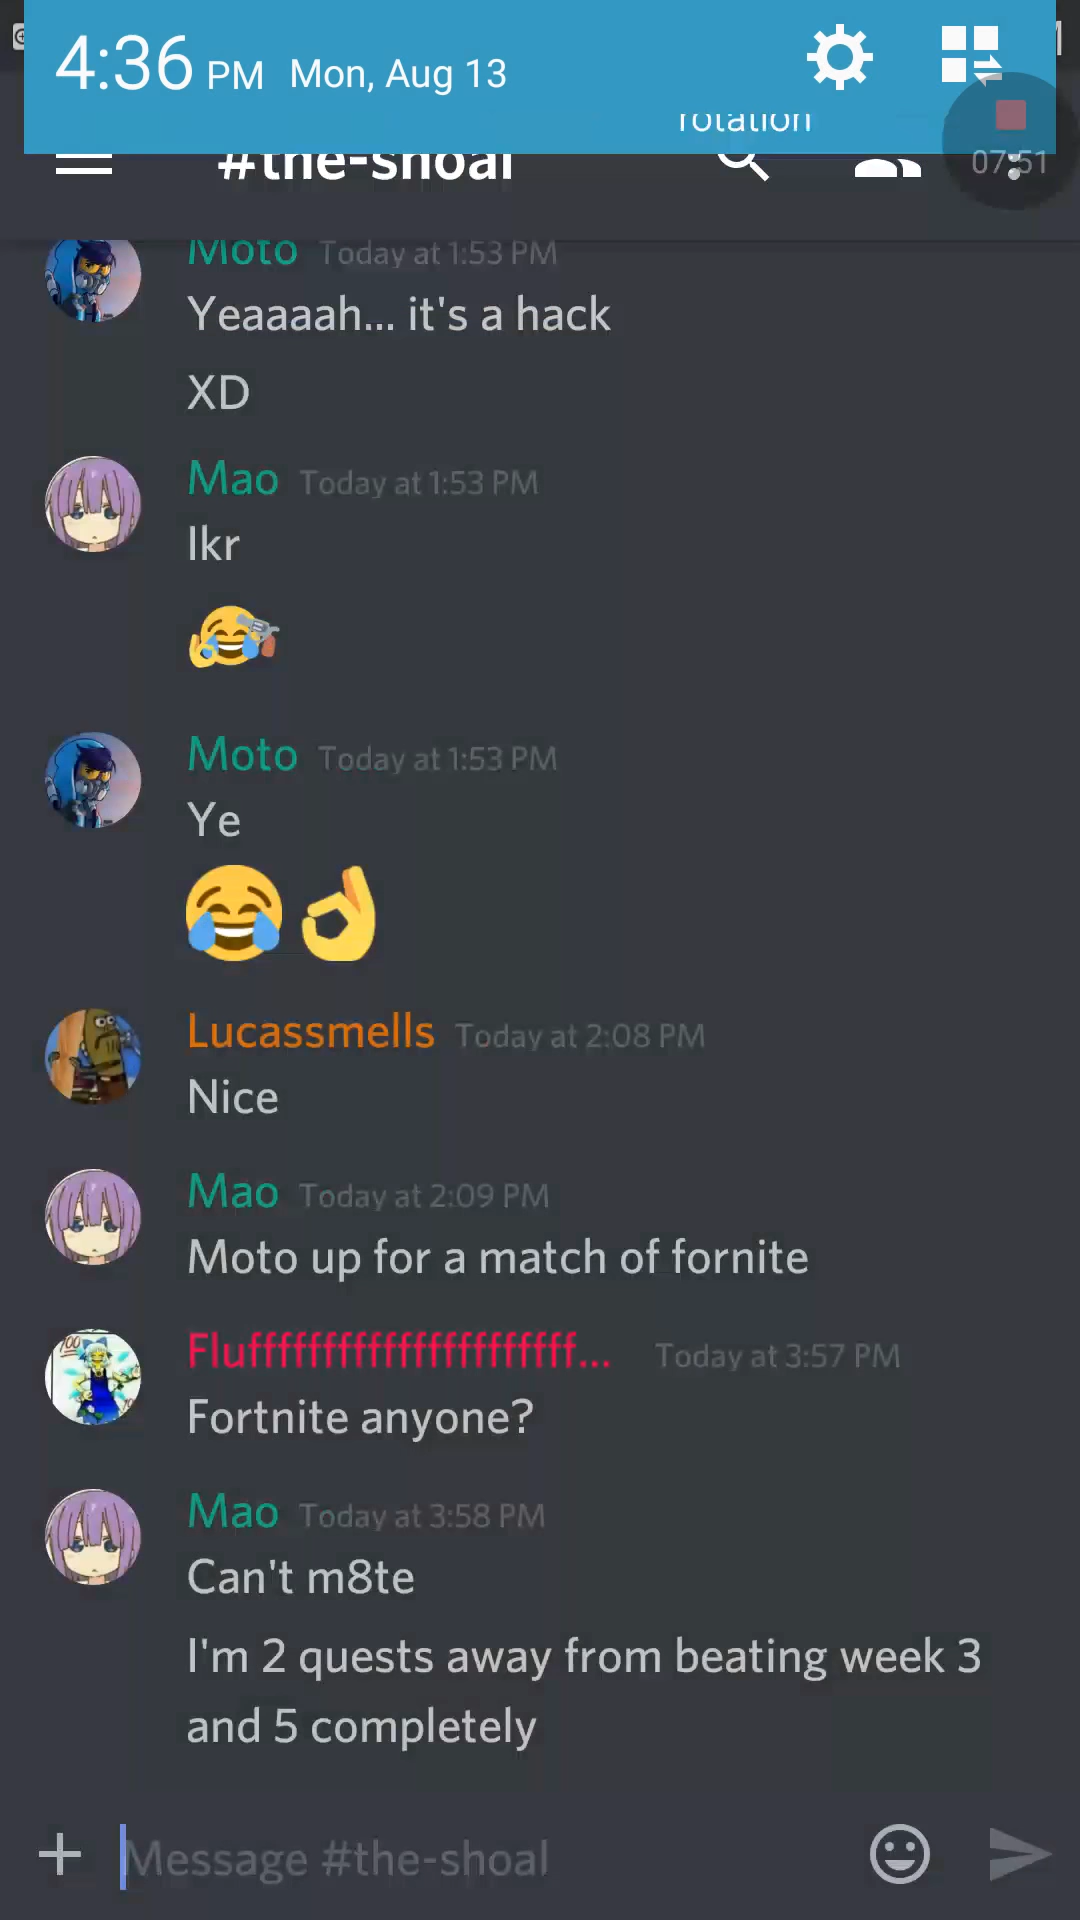 4:36 PM Mon, Aug 13
rotation
07:51
#the-shoal
Moto Today at 1:53 PM
Yeaaaah... it's a hack
XD
Mao Today at 1:53 PM
Ikr
Moto Today at 1:53 PM
Ye
Lucassmells Today at 2:08 PM
Nice
Mao Today at 2:09 PM
Moto up for a match of fornite
Flufffffffffffffffffffff... Today at 3:57 PM
Fortnite anyone?
Mao Today at 3:58 PM
Can't m8te
I'm 2 quests away from beating week 3
and 5 completely
Message #the-shoal